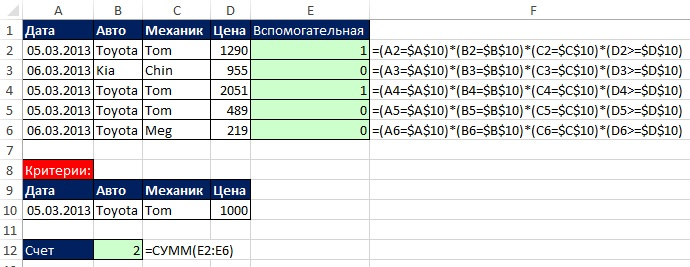 A B C D E F
1 Дата Авто Механик Цена Вспомогательная
2 05.03.2013 Toyota Tom 1290 1 =(A2=$A$10)*(B2=$B$10)*(C2=$C$10)*(D2>=$D$10)
3 06.03.2013 Kia Chin 955 0 =(A3=$A$10)*(B3=$B$10)*(C3=$C$10)*(D3>=$D$10)
4 05.03.2013 Toyota Tom 2051 1 =(A4=$A$10)*(B4=$B$10)*(C4=$C$10)*(D4>=$D$10)
5 05.03.2013 Toyota Tom 489 0 =(A5=$A$10)*(B5=$B$10)*(C5=$C$10)*(D5>=$D$10)
6 06.03.2013 Toyota Meg 219 0 =(A6=$A$10)*(B6=$B$10)*(C6=$C$10)*(D6>=$D$10)
7
8 Критерии:
9 Дата Авто Механик Цена
10 05.03.2013 Toyota Tom 1000
11
12 Счет 2 =СУММ(E2:E6)